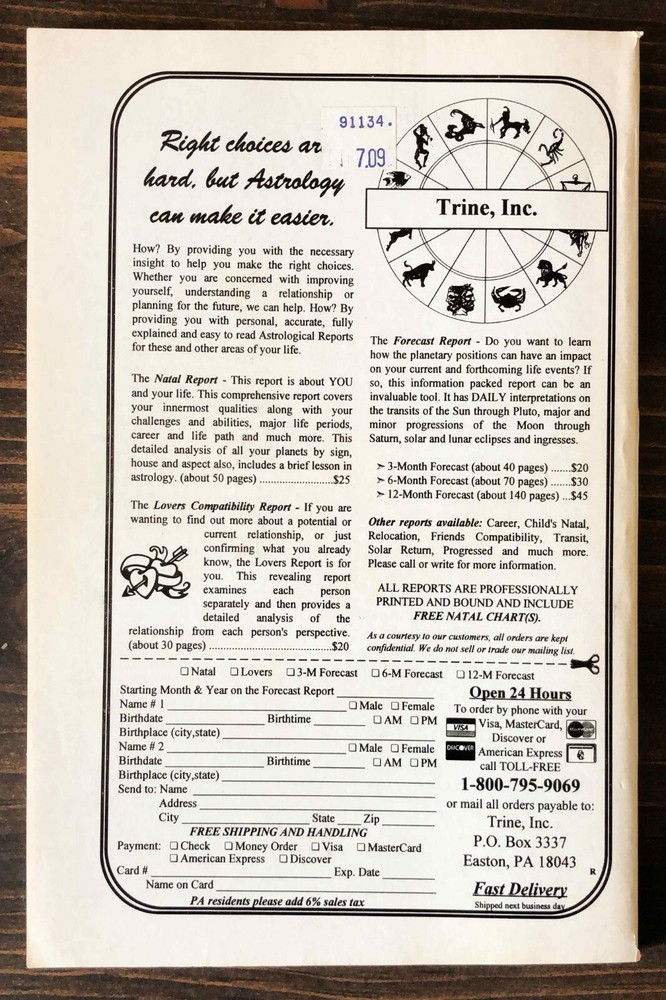 91134.
7.09
Right choices ar
hard, but Astrology
can make it easier.
Trine, Inc.
How? By providing you with the necessary
insight to help you make the right choices.
Whether you are concerned with improving
yourself, understanding a relationship or
planning for the future, we can help. How? By
providing you with personal, accurate, fully
explained and easy to read Astrological Reports
for these and other areas of your life.
The Natal Report - This report is about YOU
and your life. This comprehensive report covers
your innermost qualities along with your
challenges and abilities, major life periods,
career and life path and much more. This
detailed analysis of all your planets by sign,
house and aspect also, includes a brief lesson in
astrology. (about 50 pages) ........................$25
The Lovers Compatibility Report - If you are
wanting to find out more about a potential or
current relationship, or just
confirming what you already
know, the Lovers Report is for
you. This revealing report
examines each person
separately and then provides a
detailed analysis of the
relationship from each person's perspective.
(about 30 pages) .......................................$20
The Forecast Report - Do you want to learn
how the planetary positions can have an impact
on your current and forthcoming life events? If
so, this information packed report can be an
invaluable tool. It has DAILY interpretations on
the transits of the Sun through Pluto, major and
minor progressions of the Moon through
Saturn, solar and lunar eclipses and ingresses.
➣ 3-Month Forecast (about 40 pages) .......$20
➣ 6-Month Forecast (about 70 pages) .......$30
➣ 12-Month Forecast (about 140 pages) ...$45
Other reports available: Career, Child's Natal,
Relocation, Friends Compatibility, Transit,
Solar Return, Progressed and much more.
Please call or write for more information.
ALL REPORTS ARE PROFESSIONALLY
PRINTED AND BOUND AND INCLUDE
FREE NATAL CHART(S).
As a courtesy to our customers, all orders are kept
confidential. We do not sell or trade our mailing list.
❑ Natal ❑ Lovers ❑ 3-M Forecast ❑ 6-M Forecast ❑ 12-M Forecast
Starting Month & Year on the Forecast Report
Name # 1 ❑ Male ❑ Female
Birthdate Birthtime ❑ AM ❑ PM
Birthplace (city,state)
Name # 2 ❑ Male ❑ Female
Birthdate Birthtime ❑ AM ❑ PM
Birthplace (city,state)
Send to: Name
Address
City State Zip
FREE SHIPPING AND HANDLING
Payment: ❑ Check ❑ Money Order ❑ Visa ❑ MasterCard
❑ American Express ❑ Discover
Card # Exp. Date
Name on Card
PA residents please add 6% sales tax
Open 24 Hours
To order by phone with your
VISA Visa, MasterCard, MasterCard
Discover or
DISCOVER American Express
call TOLL-FREE
1-800-795-9069
or mail all orders payable to:
Trine, Inc.
P.O. Box 3337
Easton, PA 18043
R
Fast Delivery
Shipped next business day